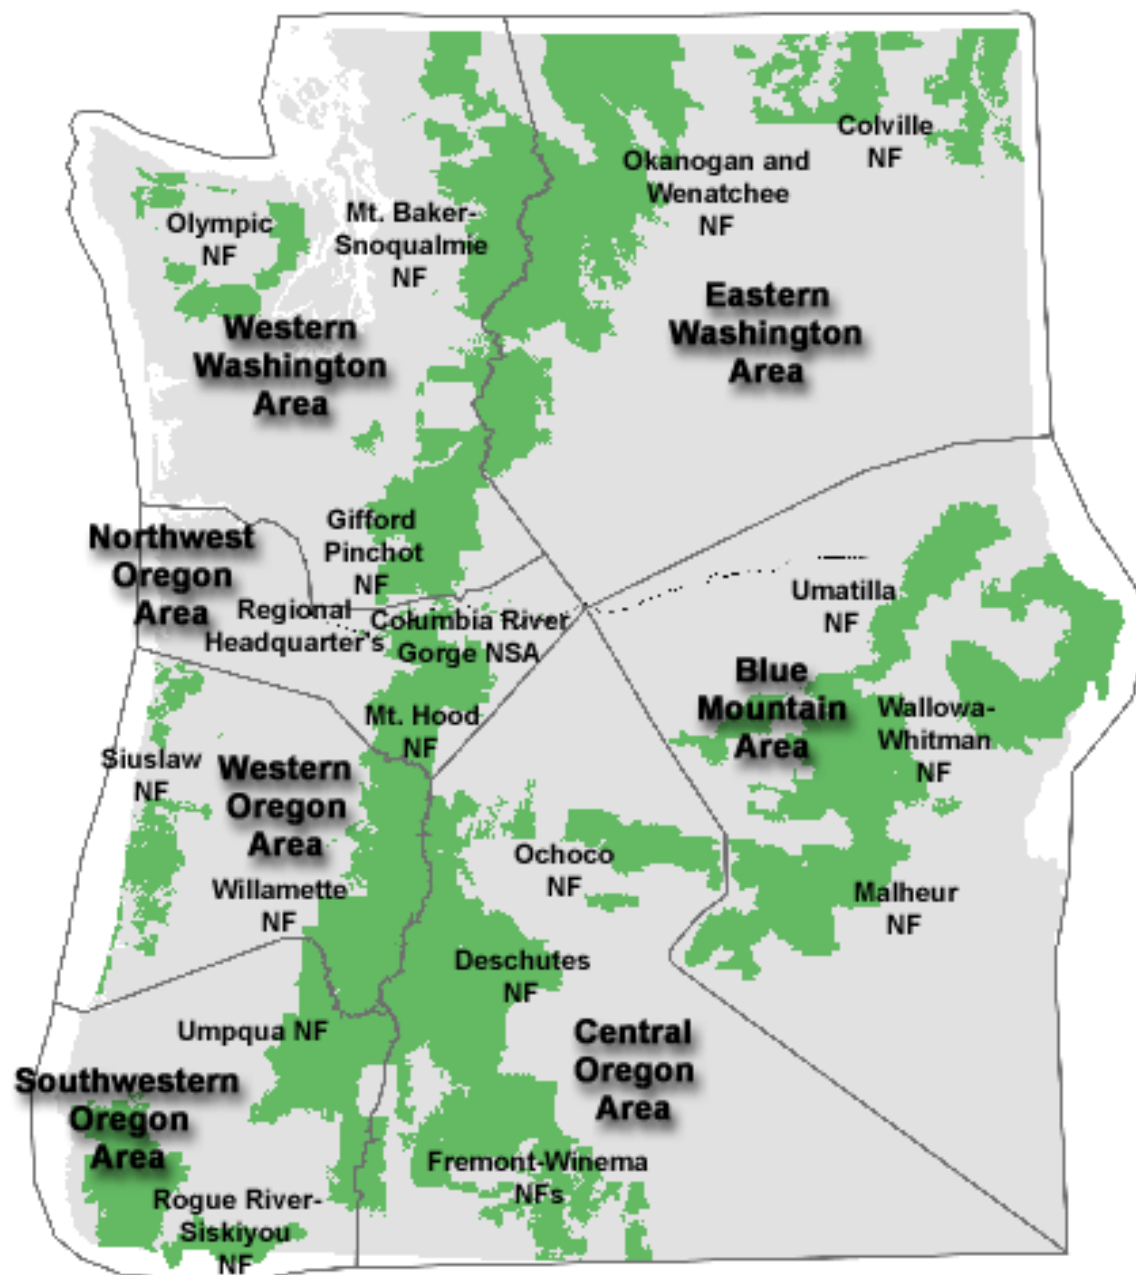 Colville
NF
Okanogan and
Wenatchee
NF
Olympic
NF
Mt. Baker-
Snoqualmie
NF
Eastern
Washington
Area
Western
Washington
Area
Gifford
Pinchot
NF
Northwest
Oregon
Area
Regional
Headquarter's
Columbia River
Gorge NSA
Umatilla
NF
Blue
Mountain
Area
Wallowa-
Whitman
NF
Mt. Hood
NF
Siuslaw
NF
Western
Oregon
Area
Willamette
NF
Ochoco
NF
Malheur
NF
Deschutes
NF
Umpqua NF
Central
Oregon
Area
Southwestern
Oregon
Area
Fremont-Winema
NFs
Rogue River-
Siskiyou
NF